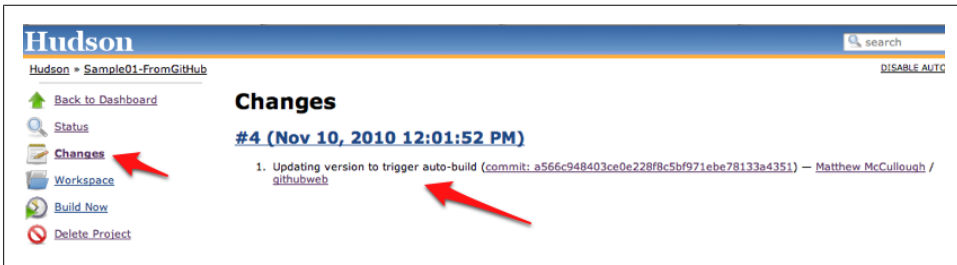 Hudson
search
Hudson » Sample01-FromGitHub
DISABLE AUTO
Back to Dashboard
Status
Changes
Workspace
Build Now
Delete Project
Changes
#4 (Nov 10, 2010 12:01:52 PM)
1. Updating version to trigger auto-build (commit: a566c948403ce0e228f8c5bf971ebe78133a4351) — Matthew McCullough /
githubweb